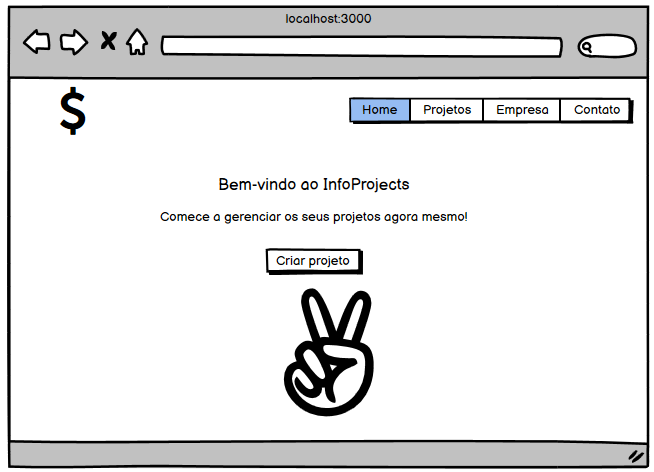 localhost:3000
$
Home Projetos Empresa Contato
Bem-vindo ao InfoProjects
Comece a gerenciar os seus projetos agora mesmo!
Criar projeto